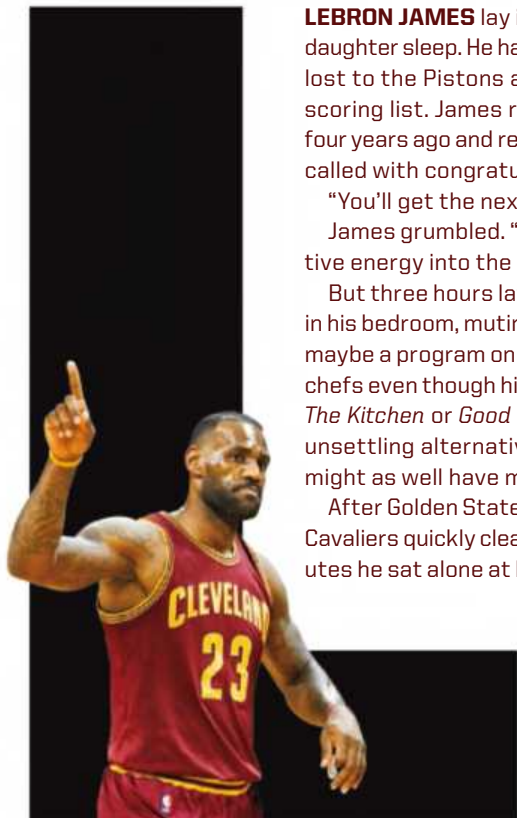 LEBRON JAMES lay i
daughter sleep. He ha
lost to the Pistons a
scoring list. James r
four years ago and re
called with congratu
“You’ll get the nex
James grumbled. “
tive energy into the
But three hours la
in his bedroom, mutin
maybe a program on
chefs even though hi
The Kitchen or Good
unsettling alternativ
might as well have m
After Golden State
Cavaliers quickly clea
utes he sat alone at
CLEVELAN
23